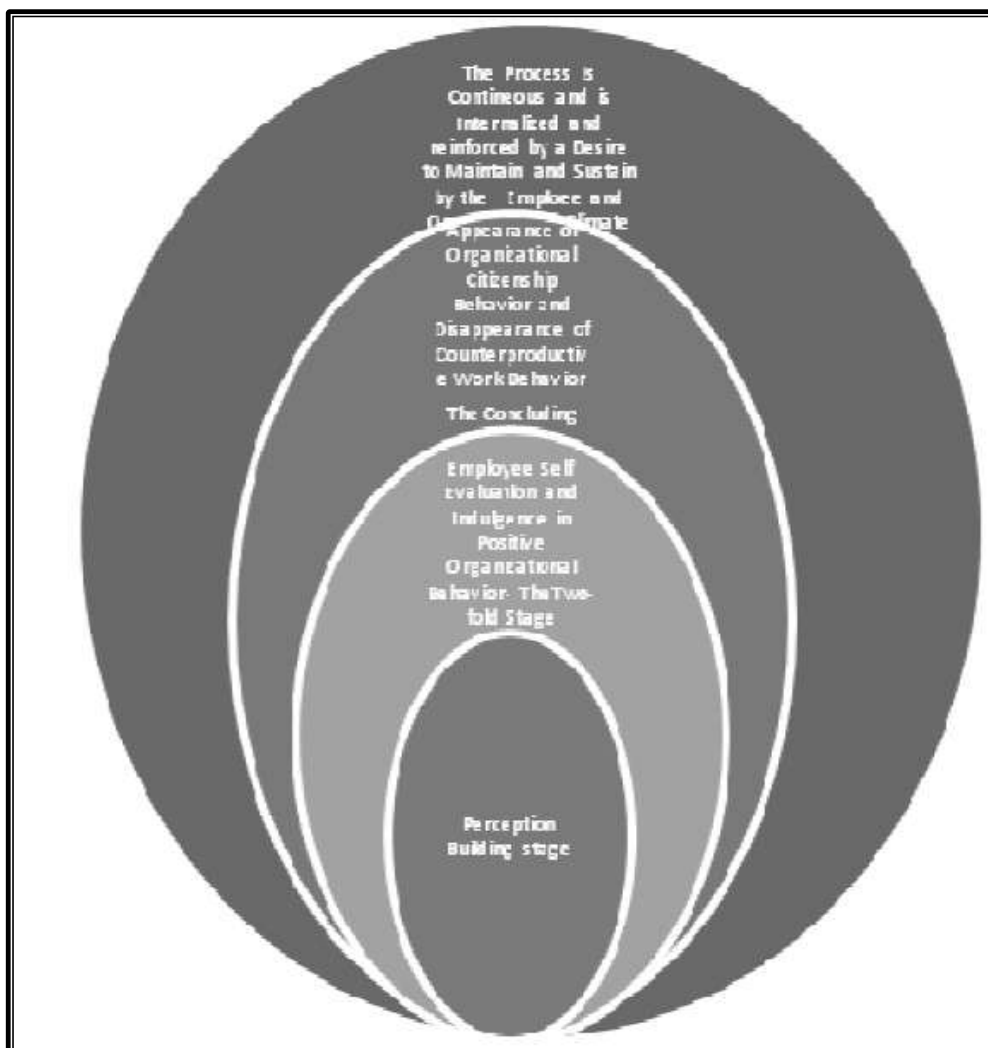 The Process is
Contineous and is
Internalized and
reinforced by a Desire
to Maintain and Sustain
by the Emploee and
Climate
Appearance of
Organizational
Citizenship
Behavior and
Disappearance of
Counterproductiv
e Work Behavior
The Concluding
Employee Self
Evaluation and
Indulgence in
Positive
Organizational
Behavior- The Two-
fold Stage
Perception
Building stage